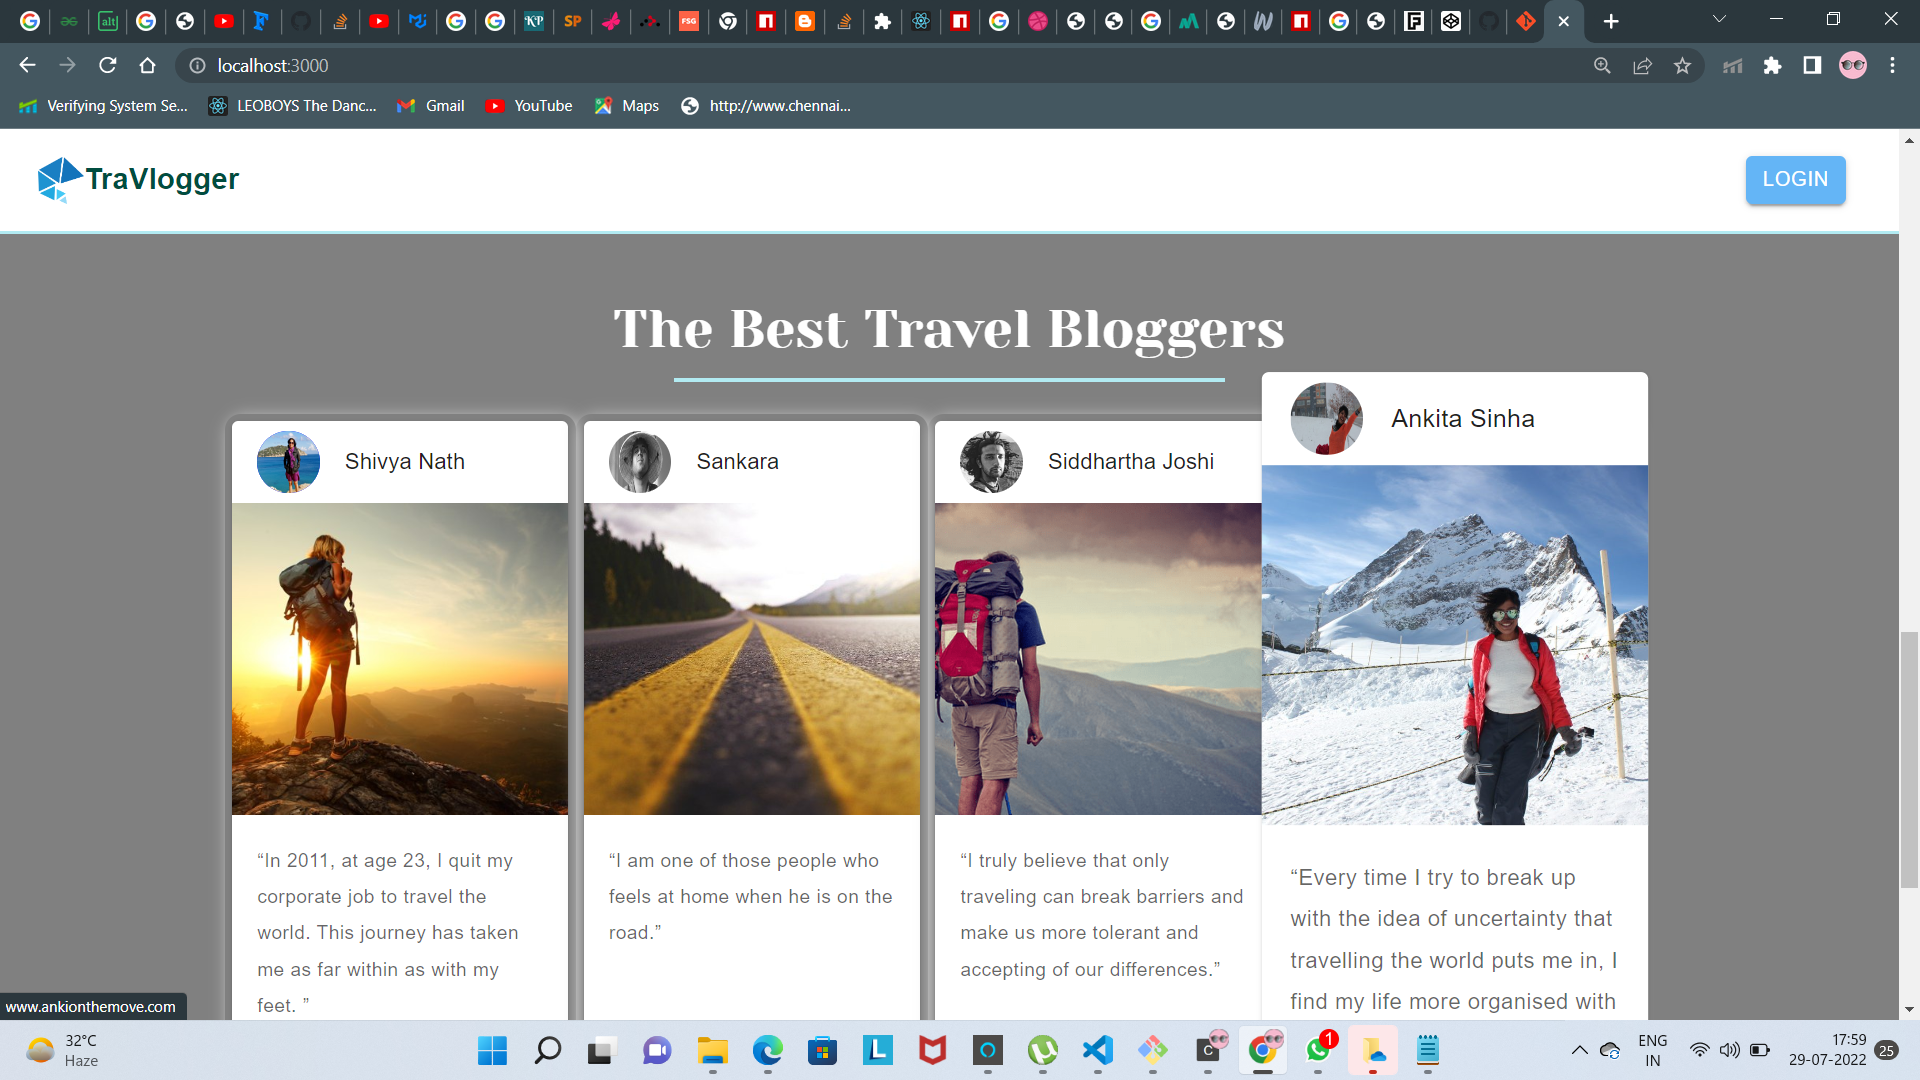 alt
KP
SP
FSG
localhost:3000
Verifying System Se...
LEOBOYS The Danc...
Gmail
YouTube
Maps
http://www.chennai...
TraVlogger
LOGIN
The Best Travel Bloggers
Shivya Nath
Sankara
Siddhartha Joshi
Ankita Sinha
“In 2011, at age 23, I quit my
corporate job to travel the
world. This journey has taken
me as far within as with my
feet. ”
“I am one of those people who
feels at home when he is on the
road.”
“I truly believe that only
traveling can break barriers and
make us more tolerant and
accepting of our differences.”
“Every time I try to break up
with the idea of uncertainty that
travelling the world puts me in, I
find my life more organised with
www.ankionthemove.com
32°C
Haze
L
C
1
ENG
IN
17:59
29-07-2022
25